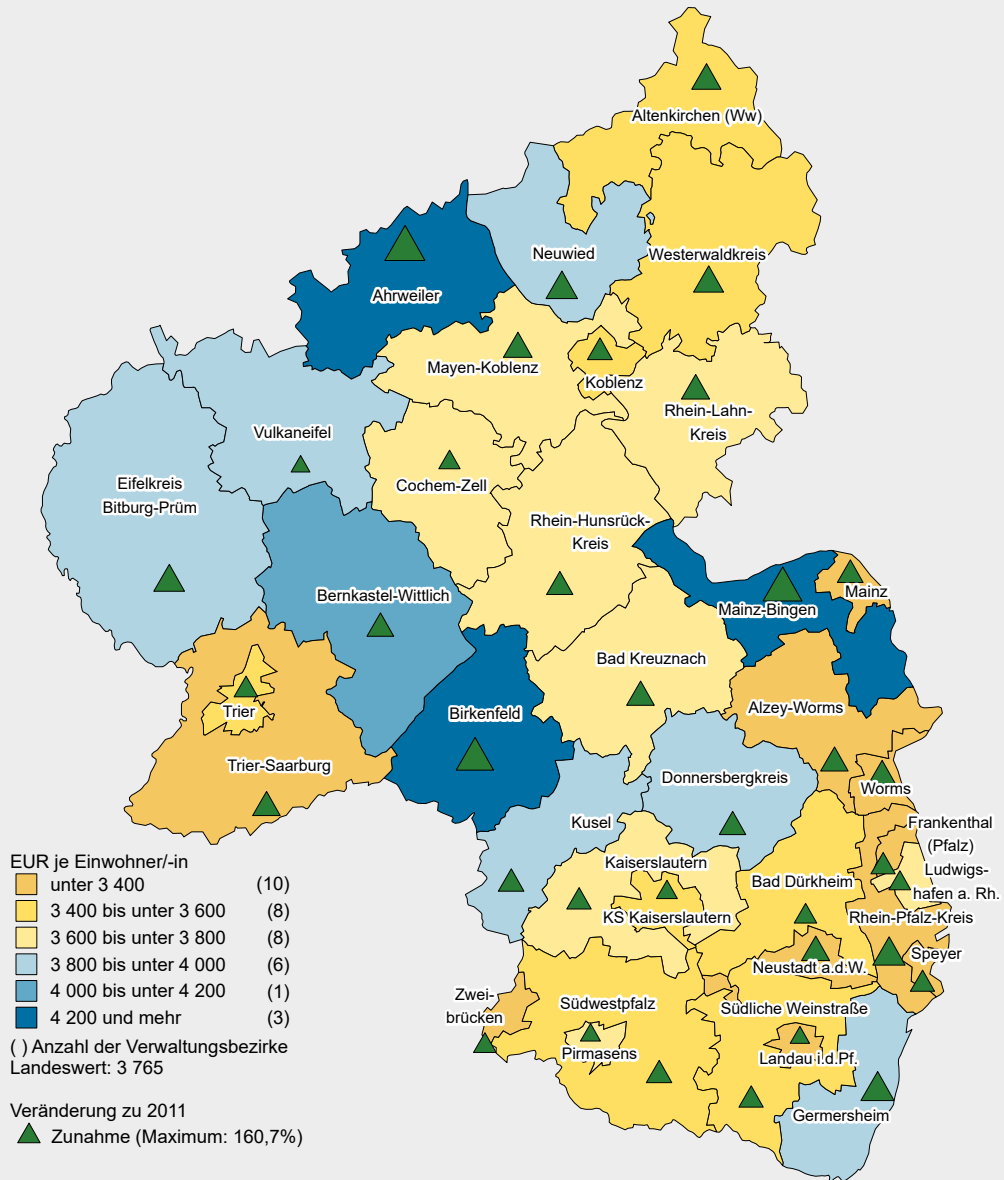 Altenkirchen (Ww)
Neuwied
Westerwaldkreis
Ahrweiler
Mayen-Koblenz
Koblenz
Rhein-Lahn-
Kreis
Vulkaneifel
Cochem-Zell
Eifelkreis
Bitburg-Prüm
Rhein-Hunsrück-
Kreis
Bernkastel-Wittlich
Mainz-Bingen
Mainz
Bad Kreuznach
Trier
Birkenfeld
Alzey-Worms
Trier-Saarburg
Donnersbergkreis
Worms
Kusel
Frankenthal
(Pfalz)
Ludwigs-
hafen a. Rh.
Kaiserslautern
Bad Dürkheim
KS Kaiserslautern
Rhein-Pfalz-Kreis
Neustadt a.d.W.
Speyer
Zwei-
brücken
Südwestpfalz
Südliche Weinstraße
Pirmasens
Landau i.d.Pf.
Germersheim
EUR je Einwohner/-in
unter 3 400 (10)
3 400 bis unter 3 600 (8)
3 600 bis unter 3 800 (8)
3 800 bis unter 4 000 (6)
4 000 bis unter 4 200 (1)
4 200 und mehr (3)
( ) Anzahl der Verwaltungsbezirke
Landeswert: 3 765
Veränderung zu 2011
Zunahme (Maximum: 160,7%)